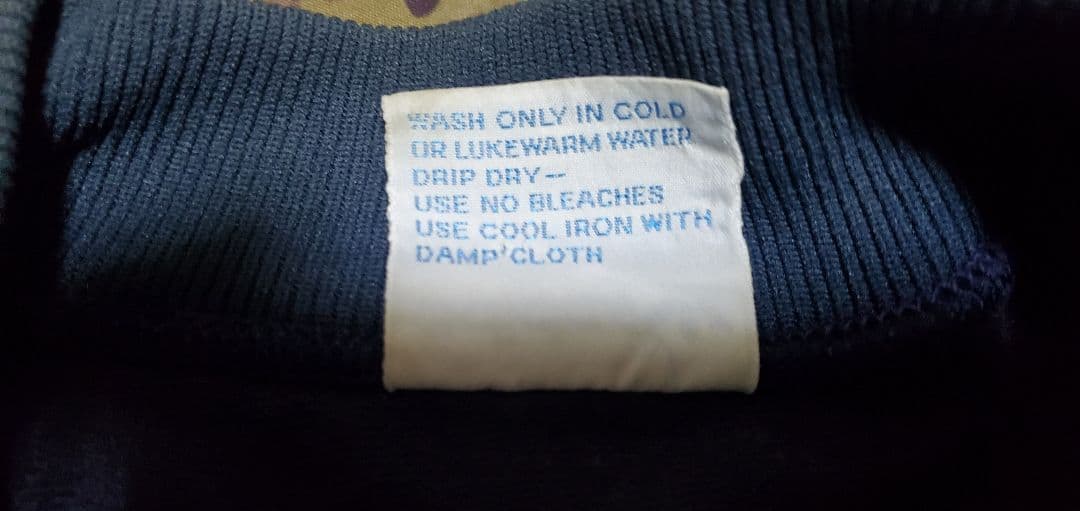 WASH ONLY IN COLD
OR LUKEWARM WATER
DRIP DRY--
USE NO BLEACHES
USE COOL IRON WITH
DAMP'CLOTH